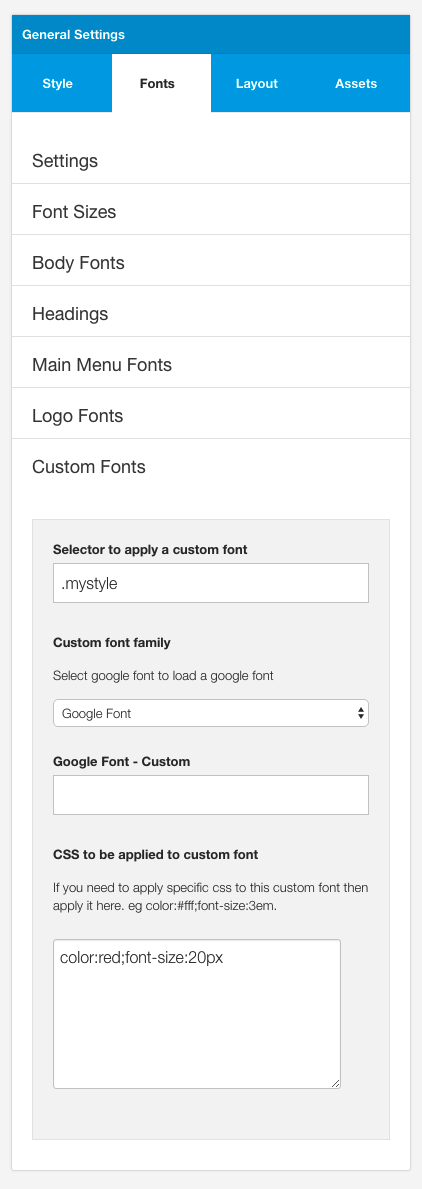 General Settings
Style
Fonts
Layout
Assets
Settings
Font Sizes
Body Fonts
Headings
Main Menu Fonts
Logo Fonts
Custom Fonts
Selector to apply a custom font
.mystyle
Custom font family
Select google font to load a google font
Google Font
Google Font - Custom
CSS to be applied to custom font
If you need to apply specific css to this custom font then
apply it here. eg color:#fff;font-size:3em.
color:red;font-size:20px